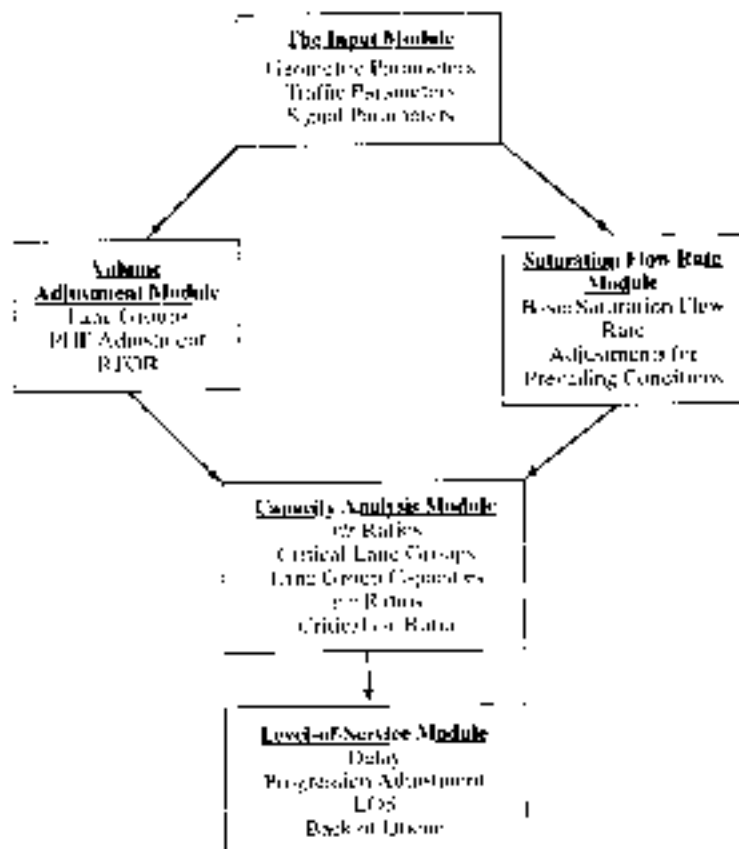 The Input Module
Geometric Parameters
Traffic Parameters
Signal Parameters
Volume
Adjustment Module
Lane Groups
PHF Adjustment
RTOR
Saturation Flow Rate
Module
Base Saturation Flow
Rate
Adjustments for
Prevailing Conditions
Capacity Analysis Module
v/s Ratios
Critical Lane Groups
Lane Group Capacities
Ratios
Critical Ratio
Level-of-Service Module
Delay
Progression Adjustment
LOS
Back of Queue